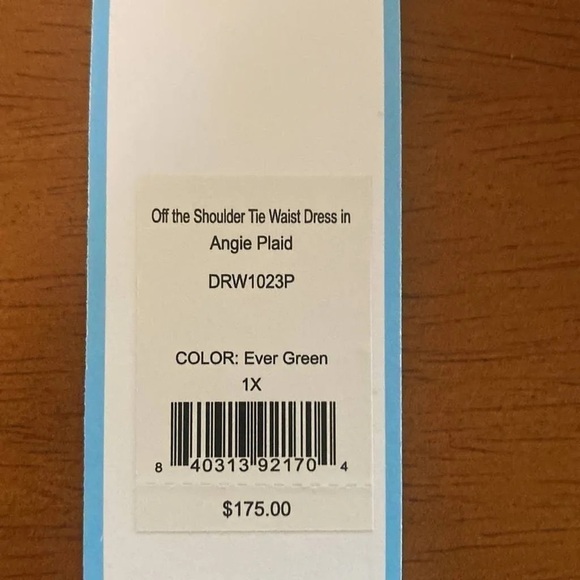 Off the Shoulder Tie Waist Dress in
Angie Plaid
DRW1023P
COLOR: Ever Green
1X
8 40313 92170 4
$175.00